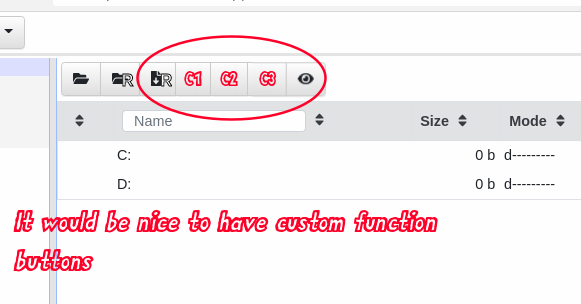 R R C1 C2 C3
Name Size Mode
C: 0 b d---------
D: 0 b d---------
It would be nice to have custom function
buttons